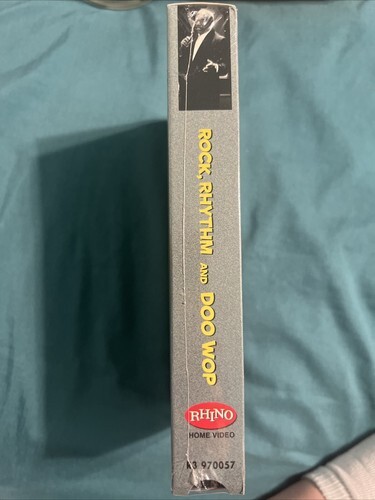 ROCK, RHYTHM AND DOO WOP
RHINO
HOME VIDEO
R3 970057